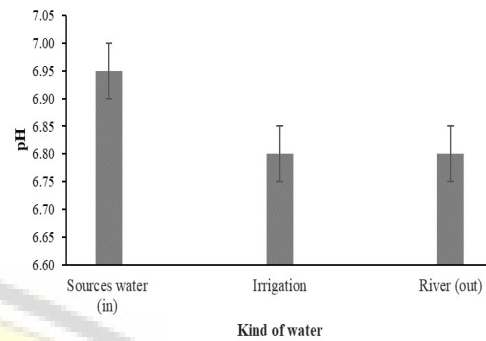 7.05
7.00
6.95
6.90
6.85
6.80
6.75
6.70
6.65
6.60
pH
Sources water
(in)
Irrigation
River (out)
Kind of water